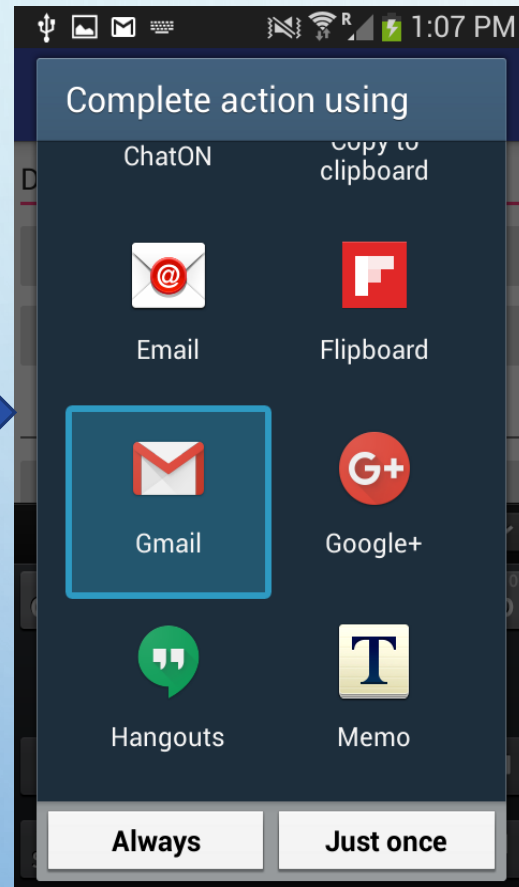 R 1:07 PM
Complete action using
ChatON
Copy to
clipboard
Email
Flipboard
Gmail
G+
Google+
Hangouts
T
Memo
Always
Just once